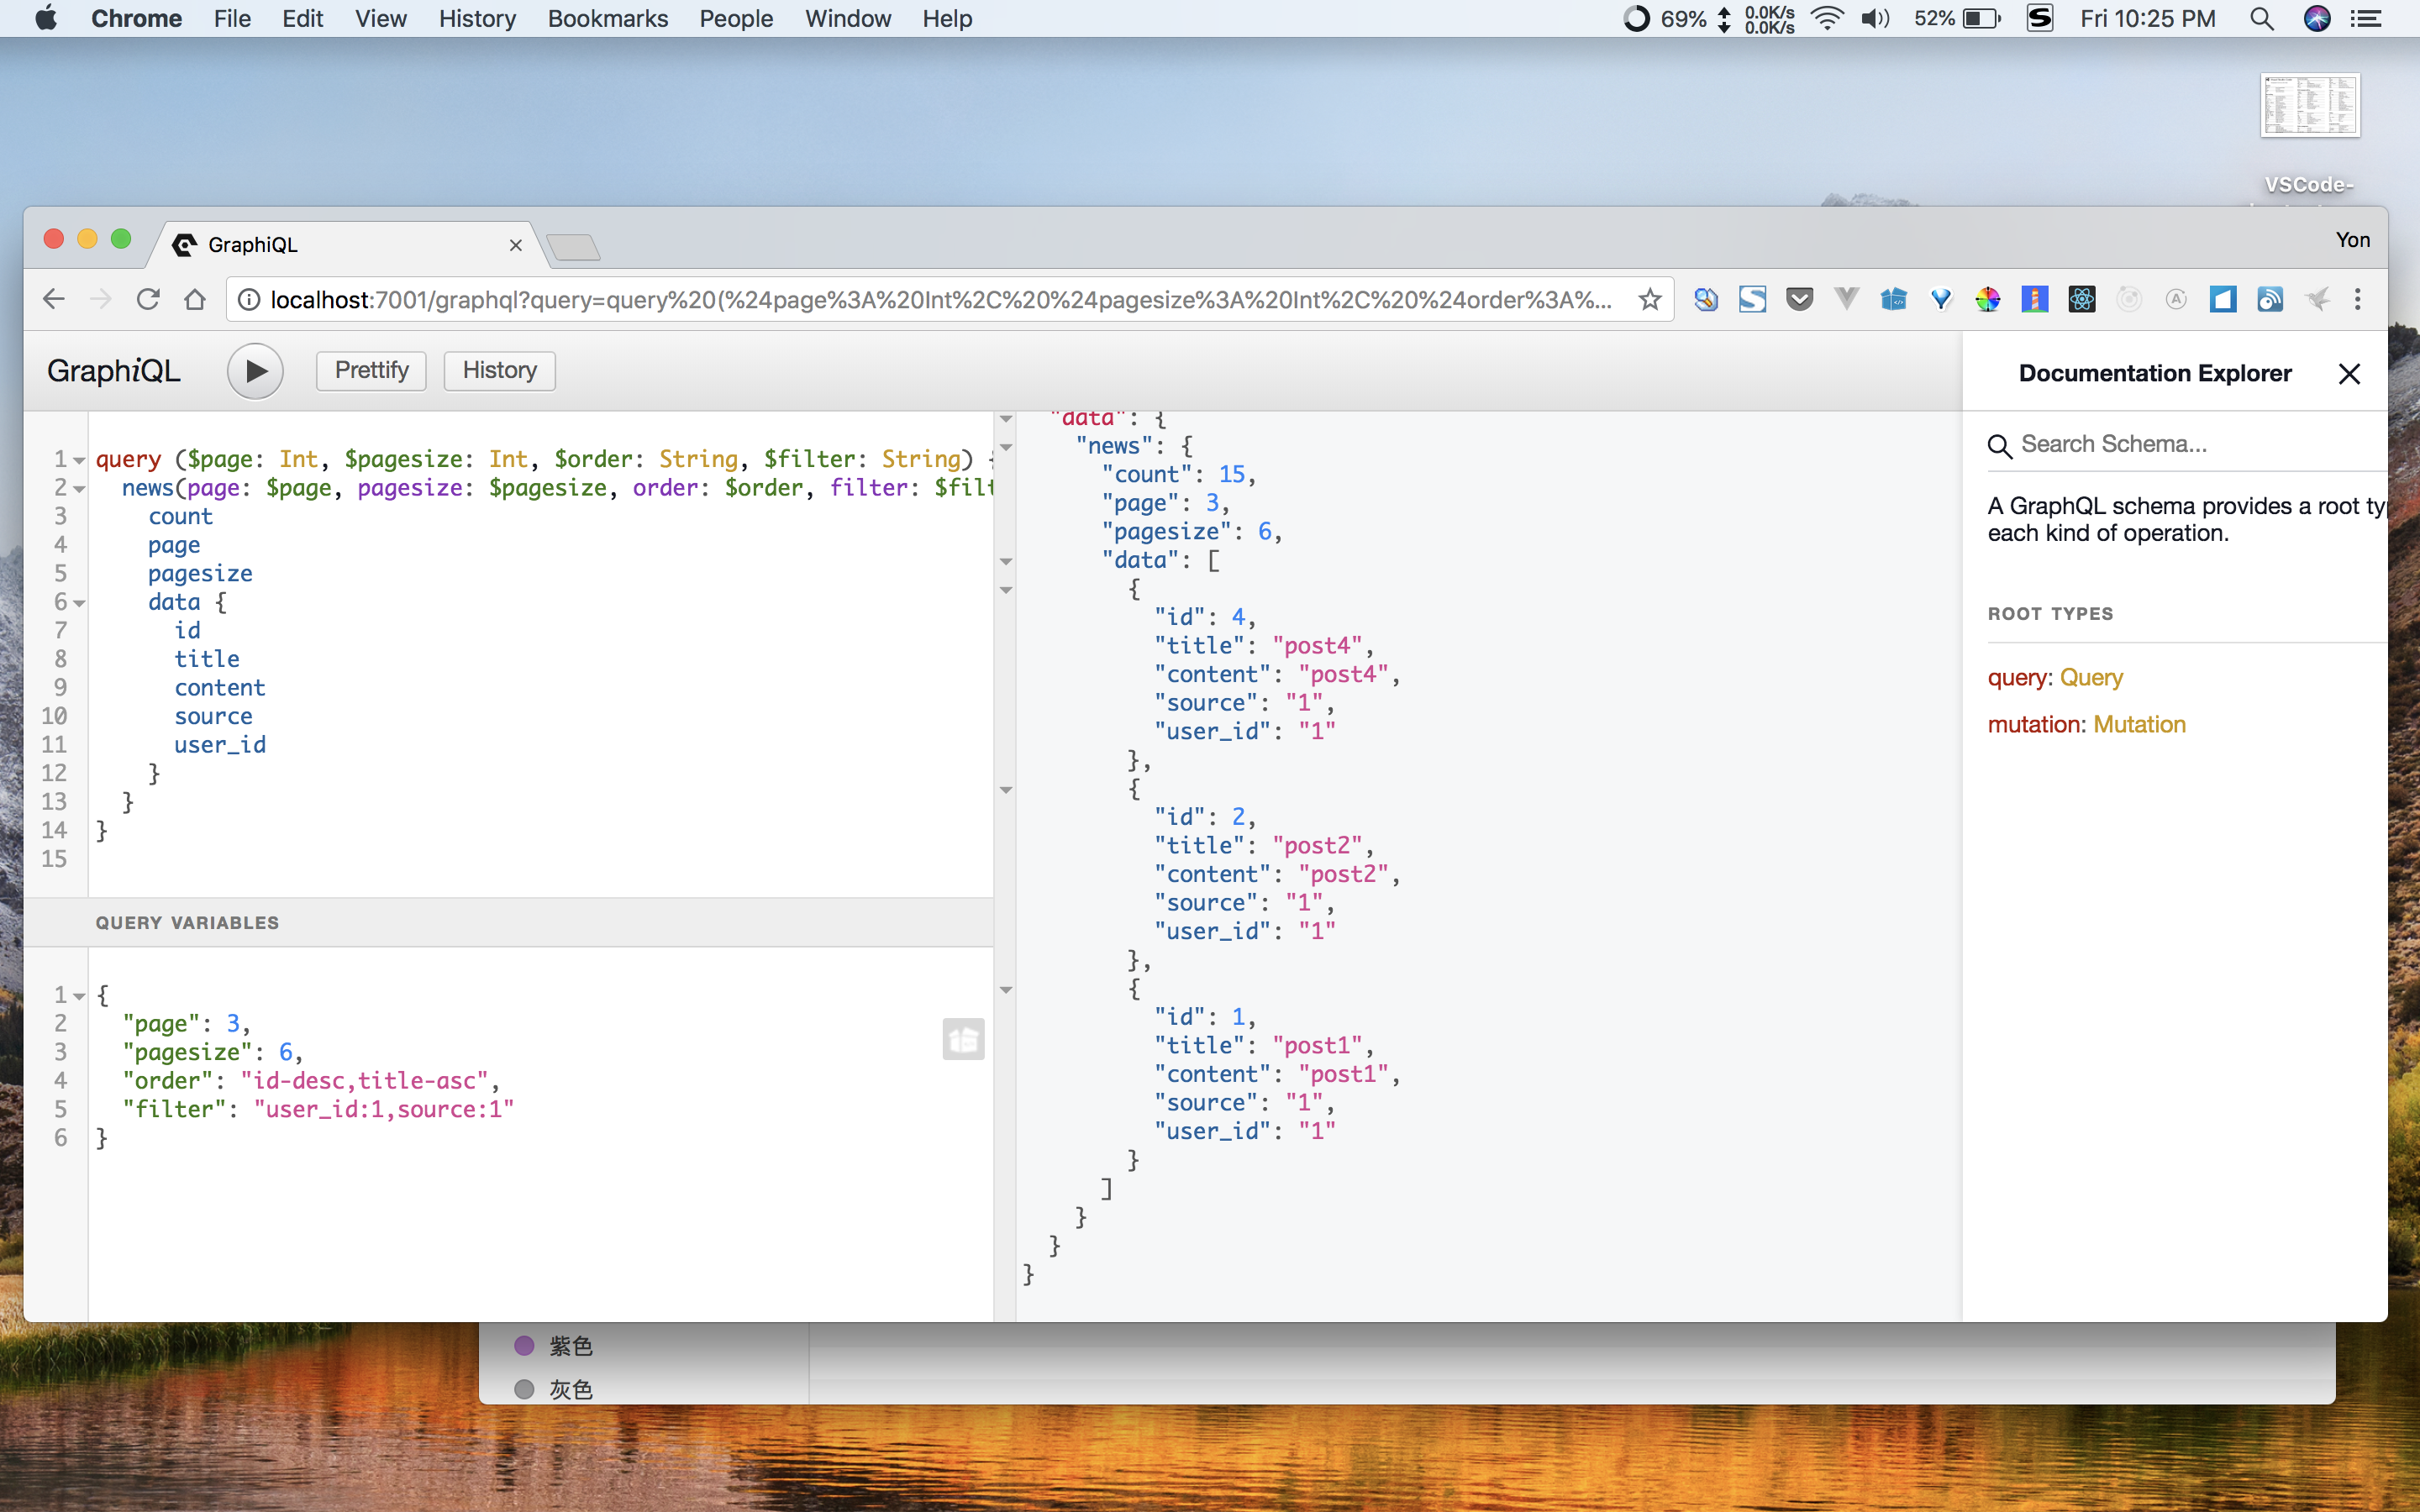 Chrome File Edit View History Bookmarks People Window Help
69% 0.0K/s 0.0K/s 52% S Fri 10:25 PM
VSCode-
GraphiQL
Yon
localhost:7001/graphql?query=query%20(%24page%3A%20Int%2C%20%24pagesize%3A%20Int%2C%20%24order%3A%...
GraphiQL Prettify History
Documentation Explorer
Search Schema...
A GraphQL schema provides a root ty
each kind of operation.
ROOT TYPES
query: Query
mutation: Mutation
1 query ($page: Int, $pagesize: Int, $order: String, $filter: String) {
2 news(page: $page, pagesize: $pagesize, order: $order, filter: $filt
3 count
4 page
5 pagesize
6 data {
7 id
8 title
9 content
10 source
11 user_id
12 }
13 }
14 }
15
QUERY VARIABLES
1 {
2 "page": 3,
3 "pagesize": 6,
4 "order": "id-desc,title-asc",
5 "filter": "user_id:1,source:1"
6 }
"data": {
"news": {
"count": 15,
"page": 3,
"pagesize": 6,
"data": [
{
"id": 4,
"title": "post4",
"content": "post4",
"source": "1",
"user_id": "1"
},
{
"id": 2,
"title": "post2",
"content": "post2",
"source": "1",
"user_id": "1"
},
{
"id": 1,
"title": "post1",
"content": "post1",
"source": "1",
"user_id": "1"
}
]
}
}
}
紫色
灰色